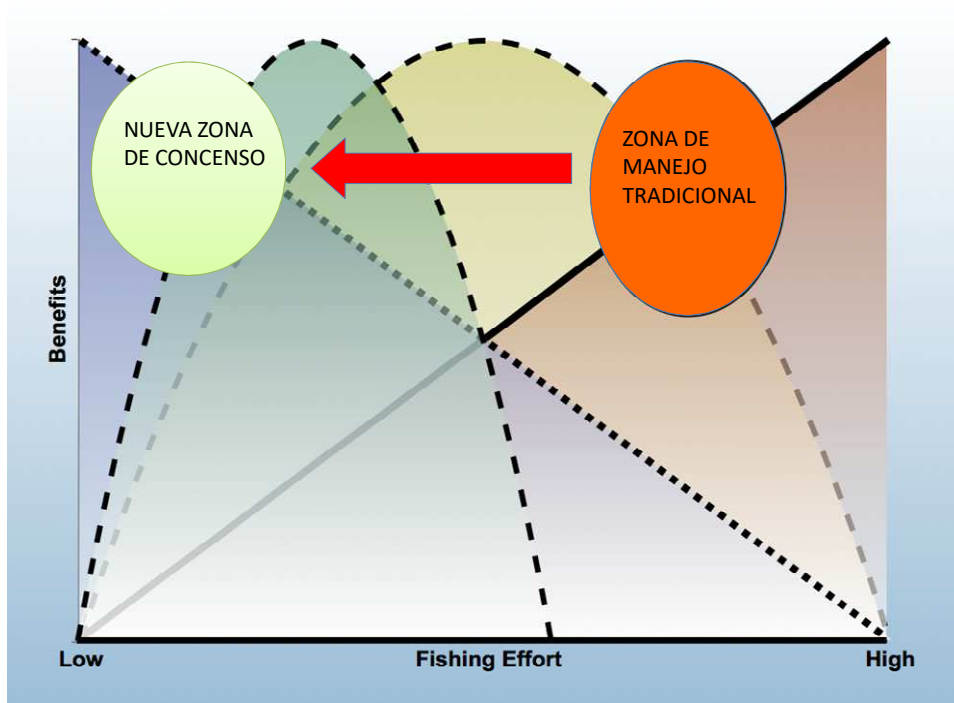 NUEVA ZONA
DE CONCENSO
ZONA DE
MANEJO
TRADICIONAL
Benefits
Low
Fishing Effort
High